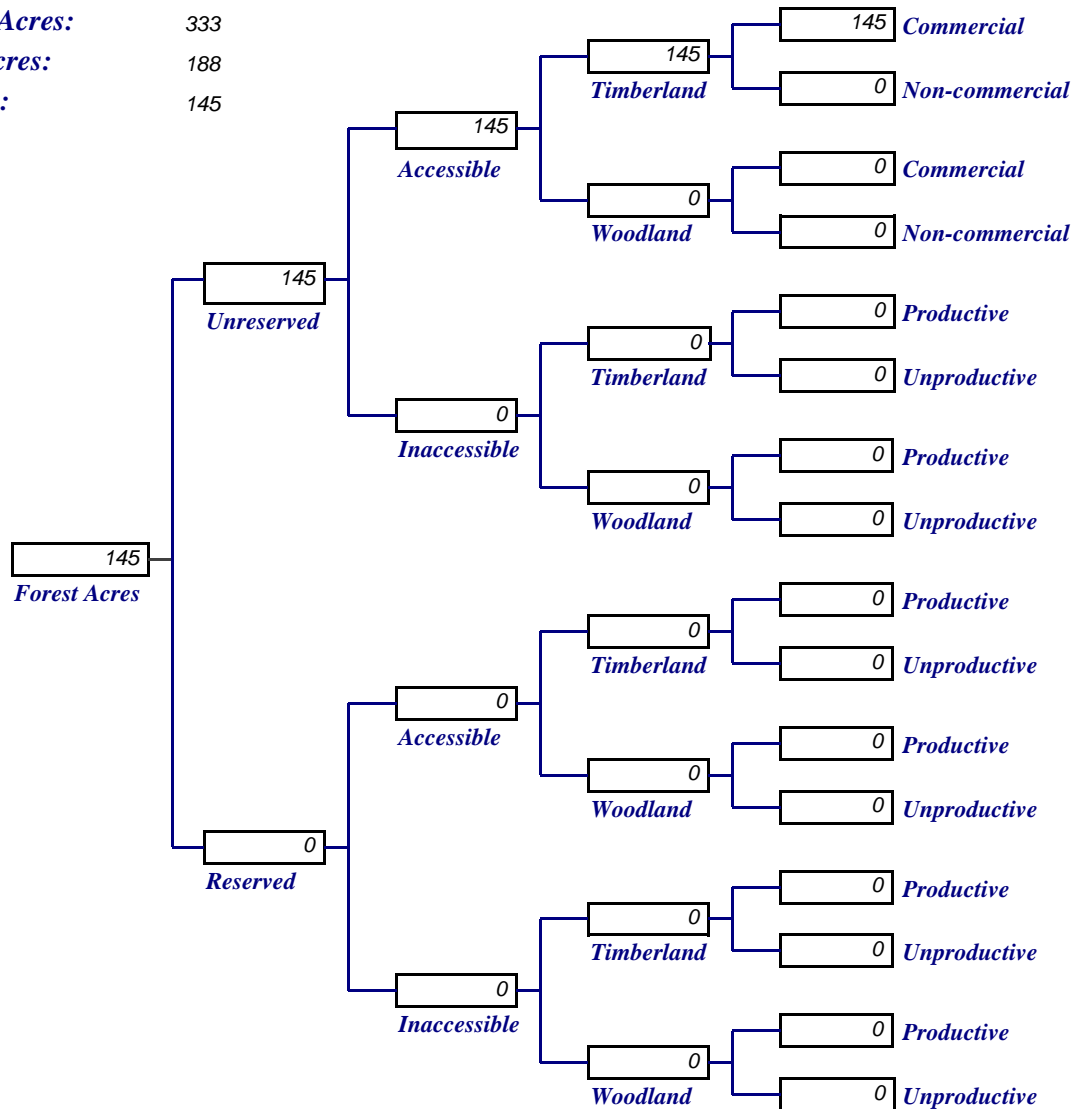 Acres: 333
cres: 188
: 145
145 Commercial
145
Timberland
0 Non-commercial
145
Accessible
0 Commercial
0
Woodland
0 Non-commercial
145
Unreserved
0 Productive
0
Timberland
0 Unproductive
0
Inaccessible
0 Productive
0
Woodland
0 Unproductive
145
Forest Acres
0 Productive
0
Timberland
0 Unproductive
0
Accessible
0 Productive
0
Woodland
0 Unproductive
0
Reserved
0 Productive
0
Timberland
0 Unproductive
0
Inaccessible
0 Productive
0
Woodland
0 Unproductive